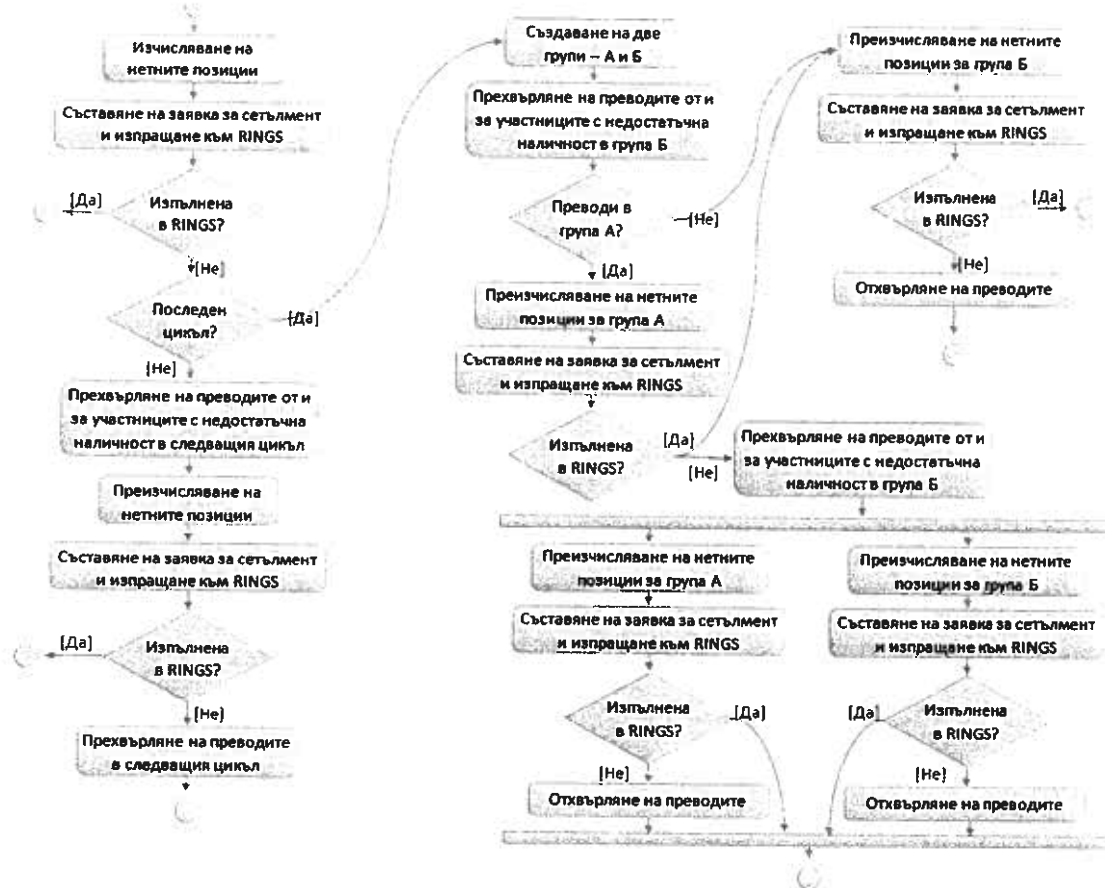 Изчисляване на
нетните позиции
Съставяне на заявка за сетълмент
и изпращане към RINGS
[Да]
Изпълнена
в RINGS?
[Не]
Последен
цикъл?
[Да]
[Не]
Прехвърляне на преводите от и
за участниците с недостатъчна
наличност в следващия цикъл
Преизчисляване на
нетните позиции
Съставяне на заявка за сетълмент
и изпращане към RINGS
[Да]
Изпълнена
в RINGS?
[Не]
Прехвърляне на преводите
в следващия цикъл
Създаване на две
групи – А и Б
Прехвърляне на преводите от и
за участниците с недостатъчна
наличност в група Б
Преводи в
група А?
[Не]
[Да]
Преизчисляване на нетните
позиции за група А
Съставяне на заявка за сетълмент
и изпращане към RINGS
Изпълнена
в RINGS?
[Да]
[Не]
Прехвърляне на преводите от и
за участниците с недостатъчна
наличност в група Б
Преизчисляване на нетните
позиции за група А
Съставяне на заявка за сетълмент
и изпращане към RINGS
Изпълнена
в RINGS?
[Да]
[Не]
Отхвърляне на преводите
Преизчисляване на нетните
позиции за група Б
Съставяне на заявка за сетълмент
и изпращане към RINGS
[Да]
Изпълнена
в RINGS?
[Не]
Отхвърляне на преводите
Преизчисляване на нетните
позиции за група Б
Съставяне на заявка за сетълмент
и изпращане към RINGS
Изпълнена
в RINGS?
[Да]
[Не]
Отхвърляне на преводите